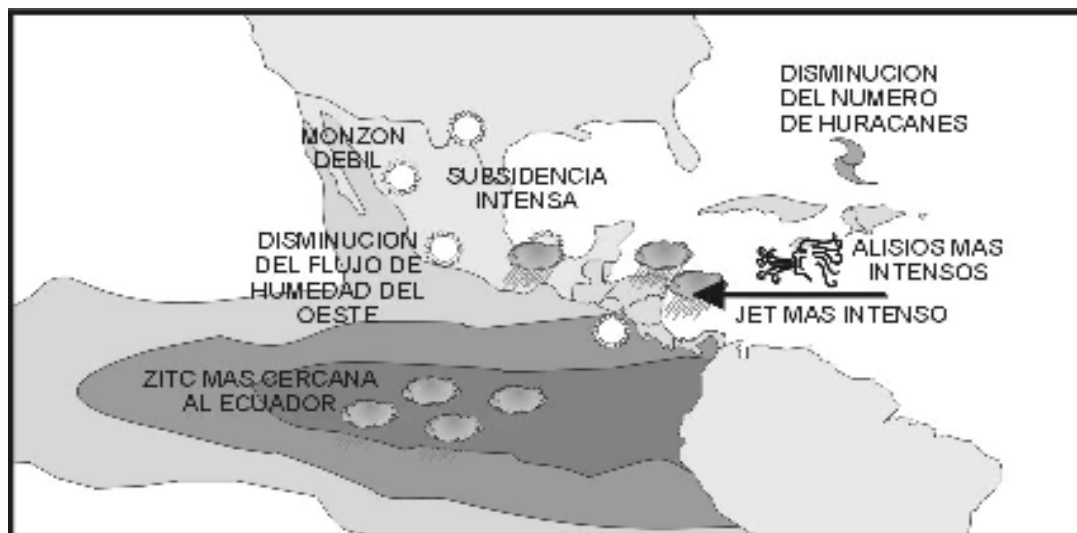 DISMINUCION
DEL NUMERO
DE HURACANES
MONZON
DEBIL
SUBSIDENCIA
INTENSA
DISMINUCION
DEL FLUJO DE
HUMEDAD DEL
OESTE
ALISIOS MAS
INTENSOS
JET MAS INTENSO
ZITC MAS CERCANA
AL ECUADOR